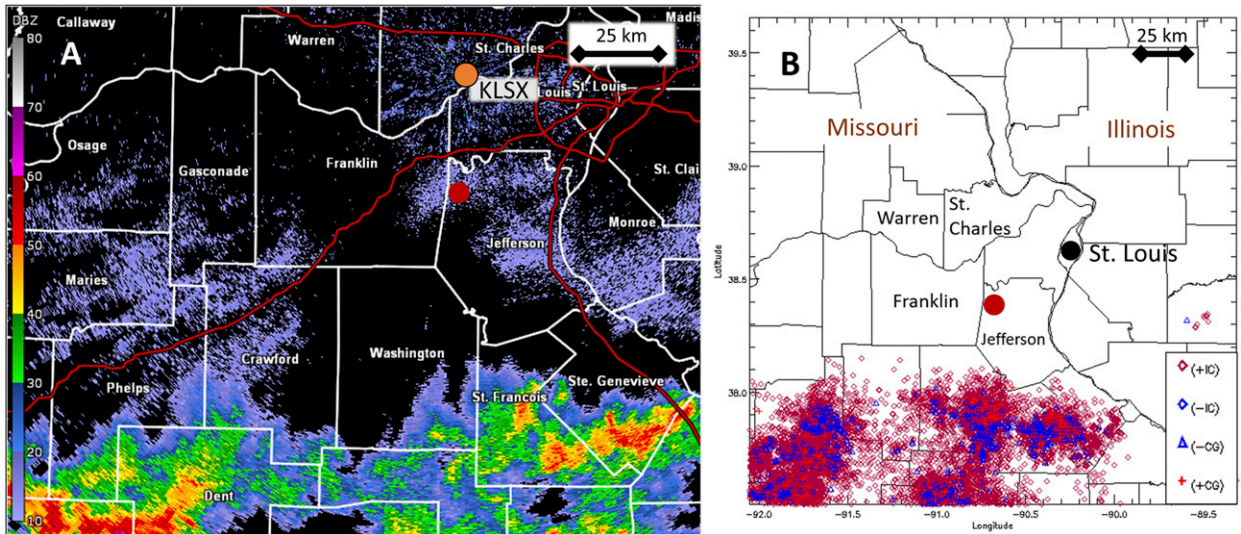 DBZ
80
70
60
50
40
30
20
10
A
Callaway
Warren
St. Charles
Madis
25 km
KLSX
Louis
St. Louis
Osage
Gasconade
Franklin
St. Clai
Monroe
Jefferson
Maries
Crawford
Washington
Phelps
Ste. Genevieve
St. Francois
Dent
B
25 km
Missouri
Illinois
Warren
St.
Charles
St. Louis
Franklin
Jefferson
(+IC)
(−IC)
(−CG)
(+CG)
39.5
39.0
38.5
38.0
Latitude
−92.0
−91.5
−91.0
−90.5
−90.0
−89.5
Longitude